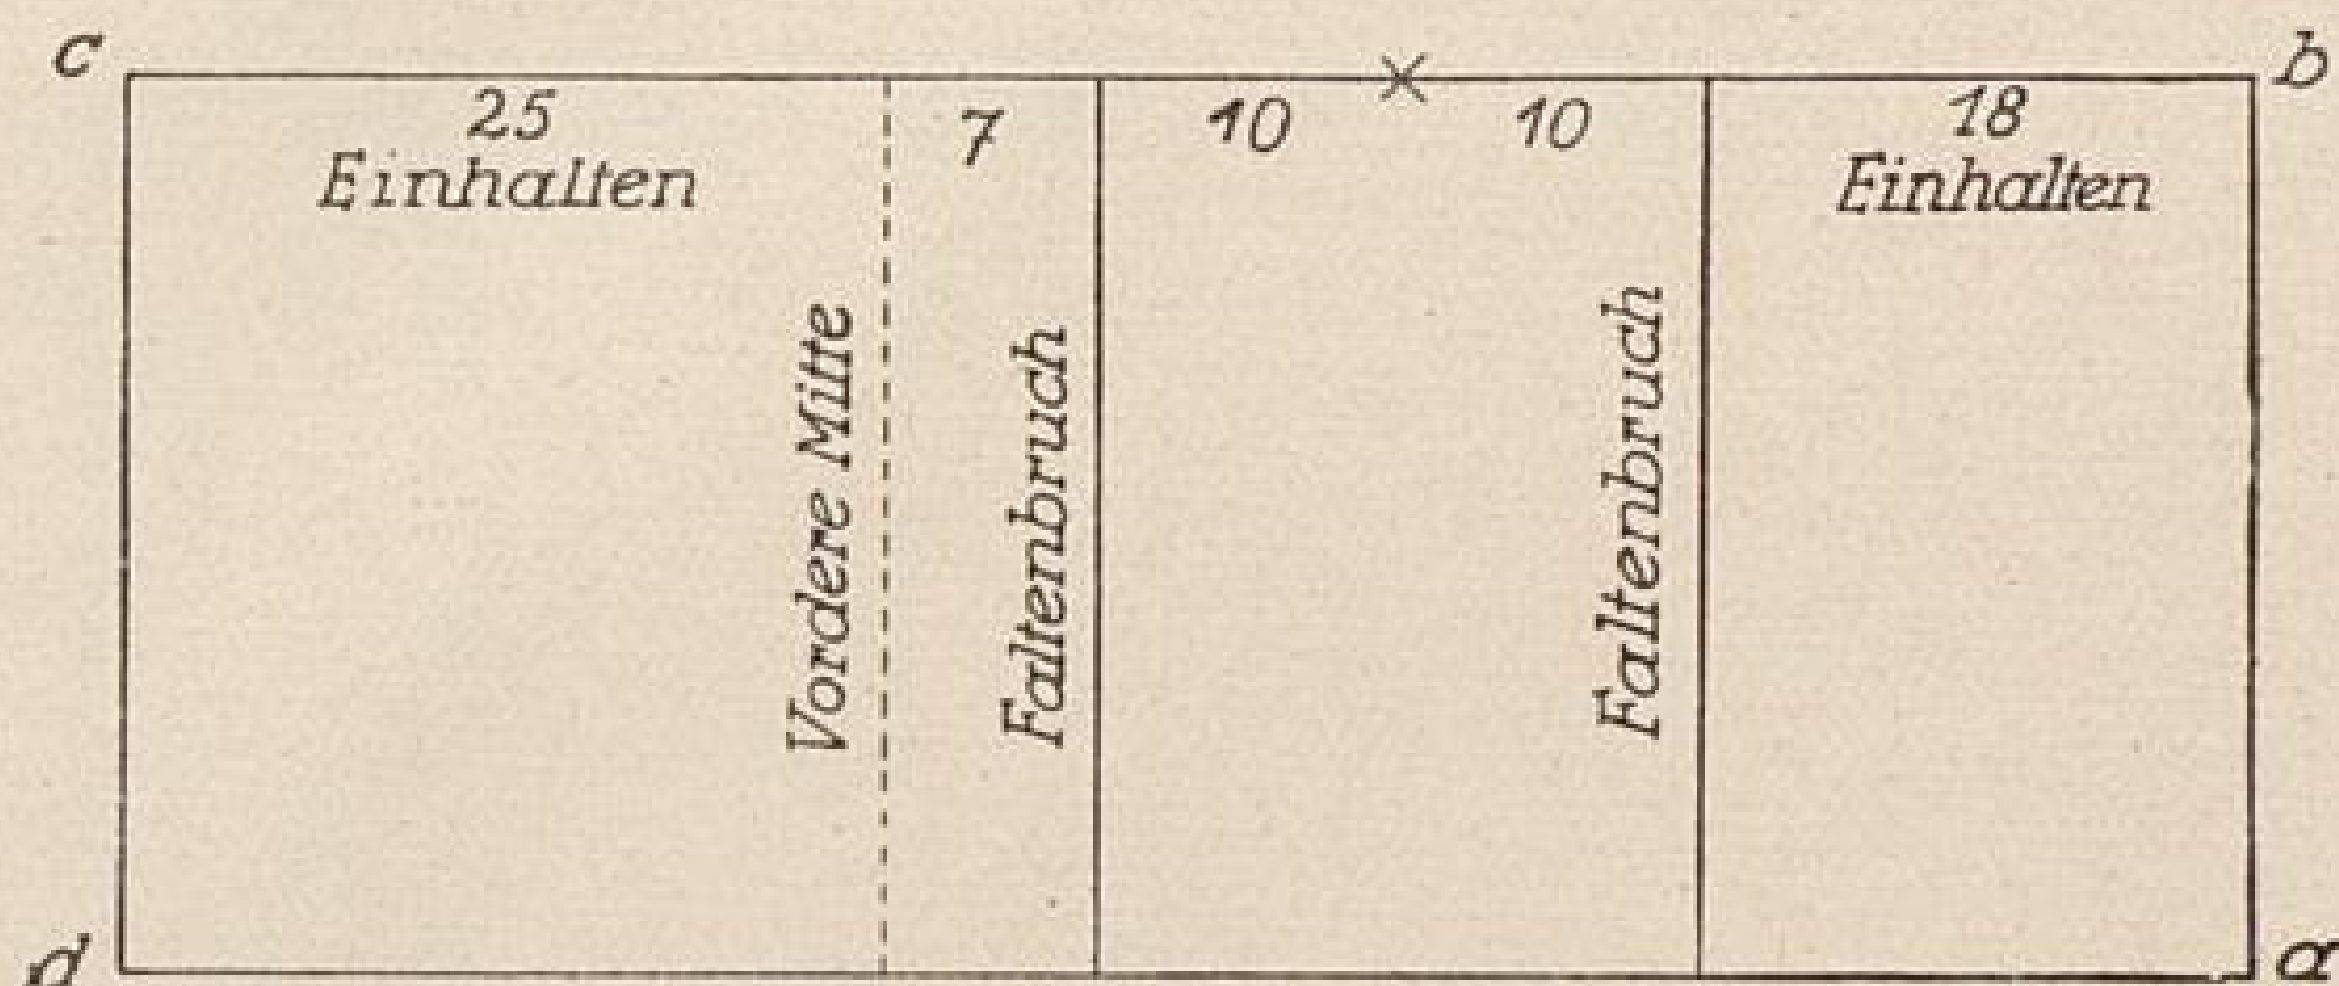 c
b
25
Einhalten
7
10
10
18
Einhalten
Vordere Mitte
Faltenbruch
Faltenbruch
d
a